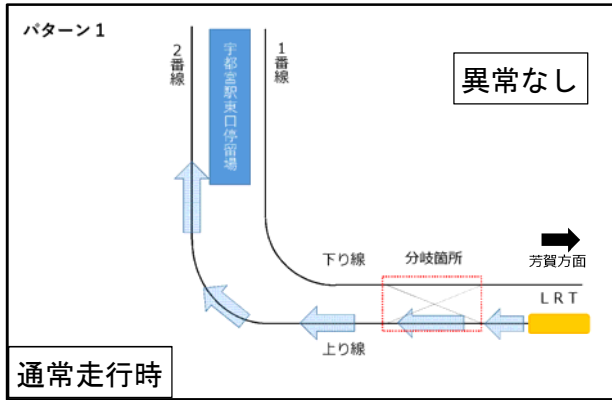 パターン１
2番線
宇都宮駅東口停留場
1番線
異常なし
下り線
分岐箇所
芳賀方面
ＬＲＴ
上り線
通常走行時